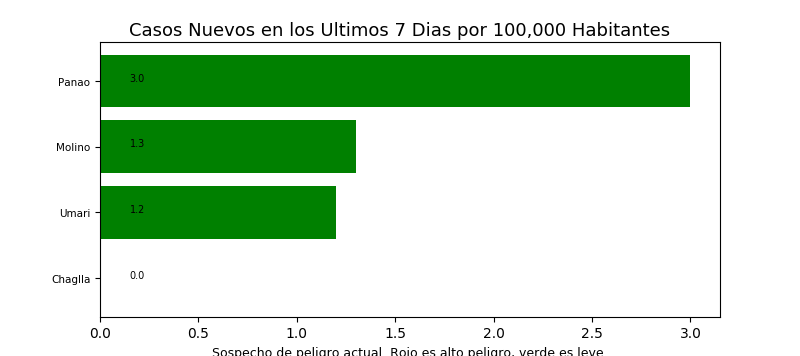 Casos Nuevos en los Ultimos 7 Dias por 100,000 Habitantes
Panao 3.0
Molino 1.3
Umari 1.2
Chaglla 0.0
0.0 0.5 1.0 1.5 2.0 2.5 3.0
Sospecho de peligro actual. Rojo es alto peligro, verde es leve